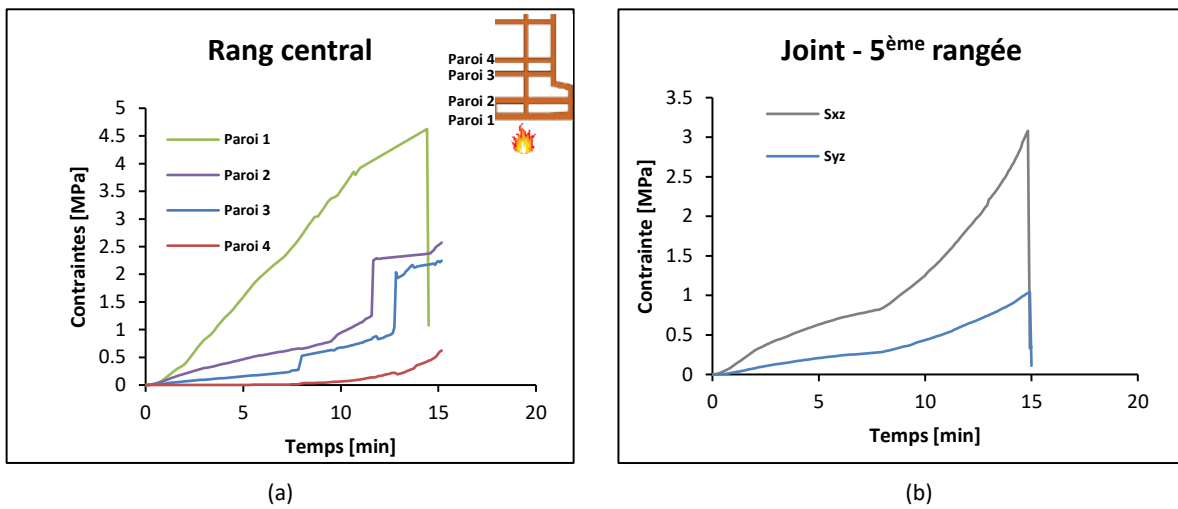 Rang central
Paroi 4
Paroi 3
Paroi 2
Paroi 1
Contraintes [MPa]
5
4.5
4
3.5
3
2.5
2
1.5
1
0.5
0
Paroi 1
Paroi 2
Paroi 3
Paroi 4
0 5 10 15 20
Temps [min]
(a)
Joint - 5ème rangée
Contrainte [MPa]
3.5
3
2.5
2
1.5
1
0.5
0
Sxz
Syz
0 5 10 15 20
Temps [min]
(b)